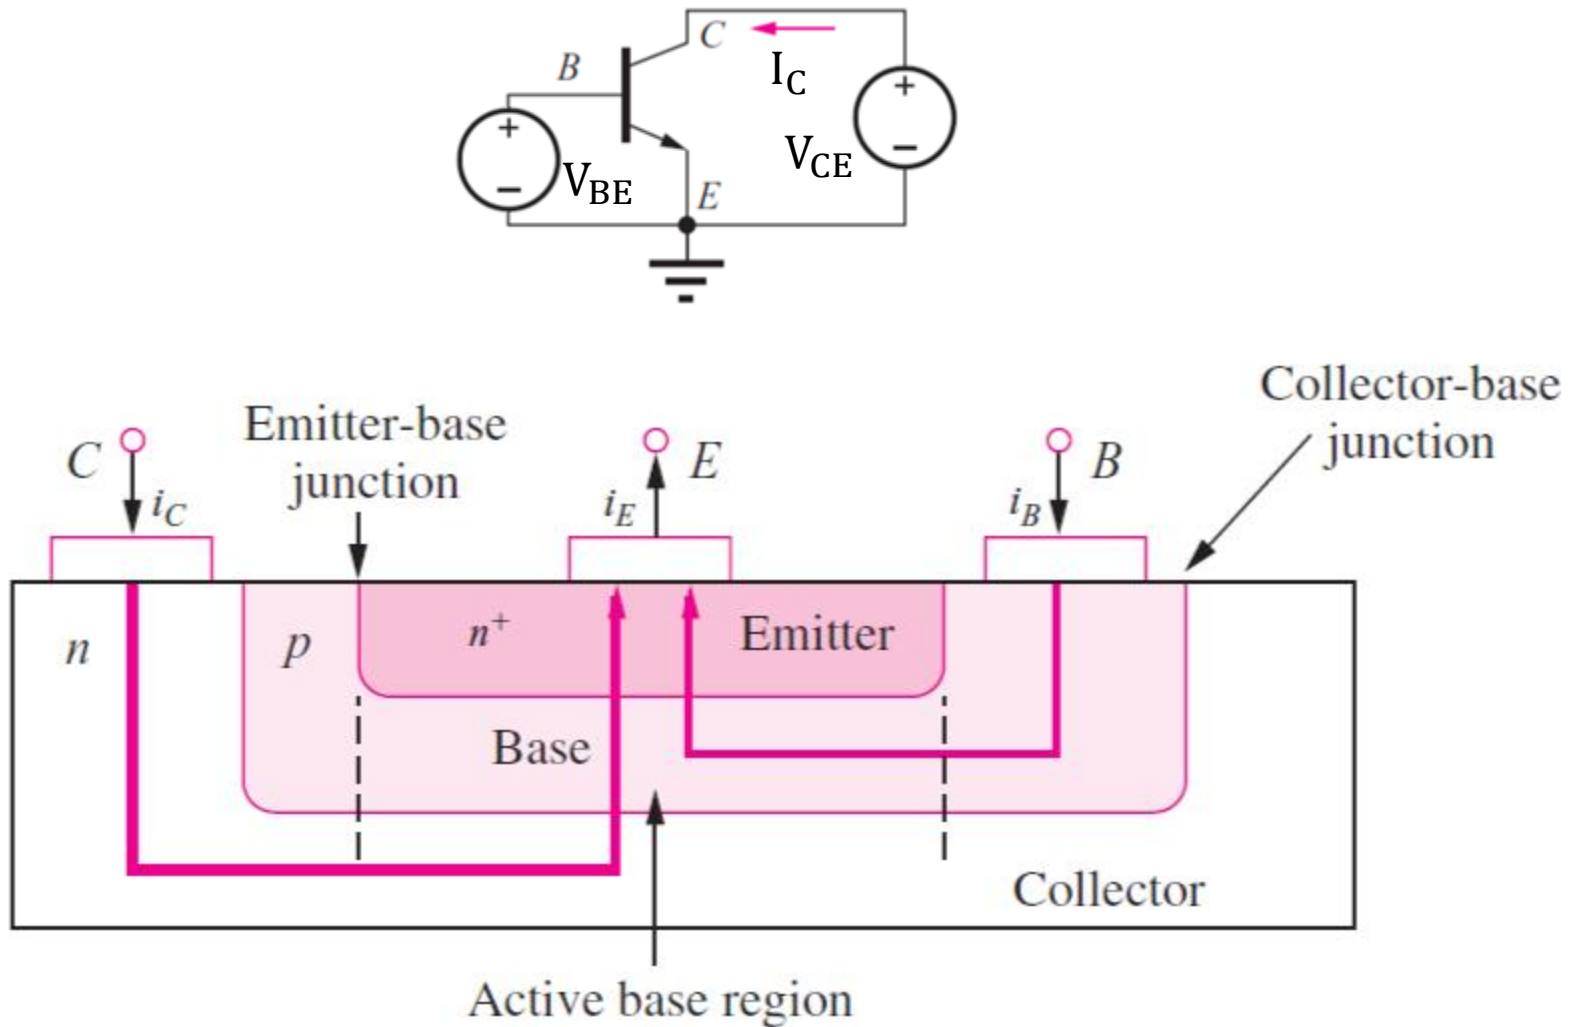 C
I_C
B
+
+
V_BE
V_CE
−
−
E
Collector-base
junction
Emitter-base
junction
C
E
B
i_C
i_E
i_B
n
p
n⁺
Emitter
Base
Collector
Active base region